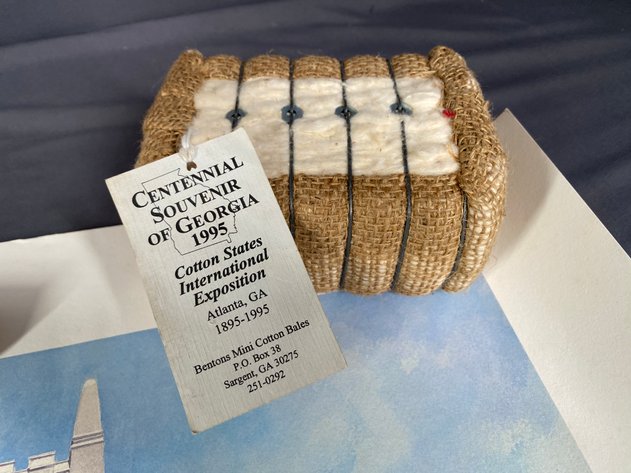 CENTENNIAL
SOUVENIR
OF GEORGIA
1995
Cotton States
International
Exposition
Atlanta, GA
1895-1995
Bentons Mini Cotton Bales
P.O. Box 38
Sargent, GA 30275
251-0292